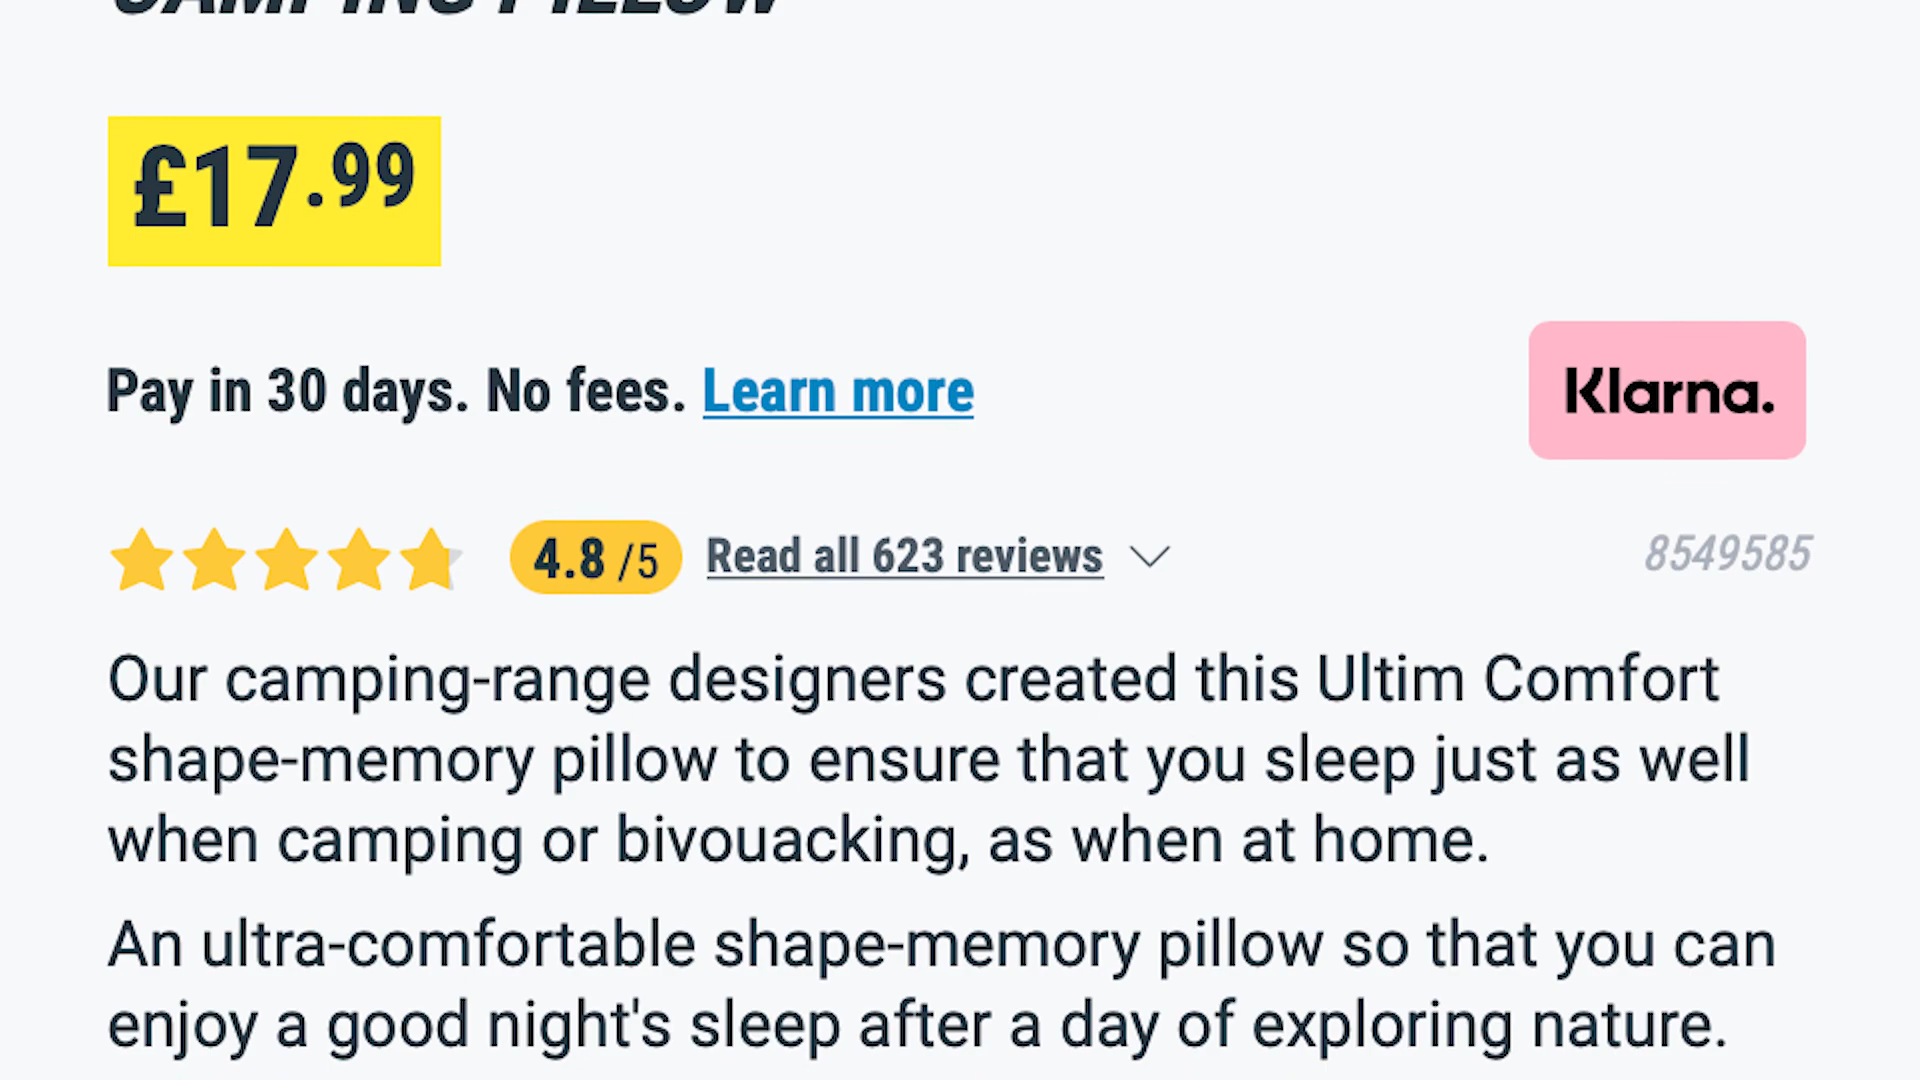 CAMPING PILLOW
£17.99
Pay in 30 days. No fees. Learn more
Klarna.
4.8 /5 Read all 623 reviews
8549585
Our camping-range designers created this Ultim Comfort
shape-memory pillow to ensure that you sleep just as well
when camping or bivouacking, as when at home.
An ultra-comfortable shape-memory pillow so that you can
enjoy a good night's sleep after a day of exploring nature.